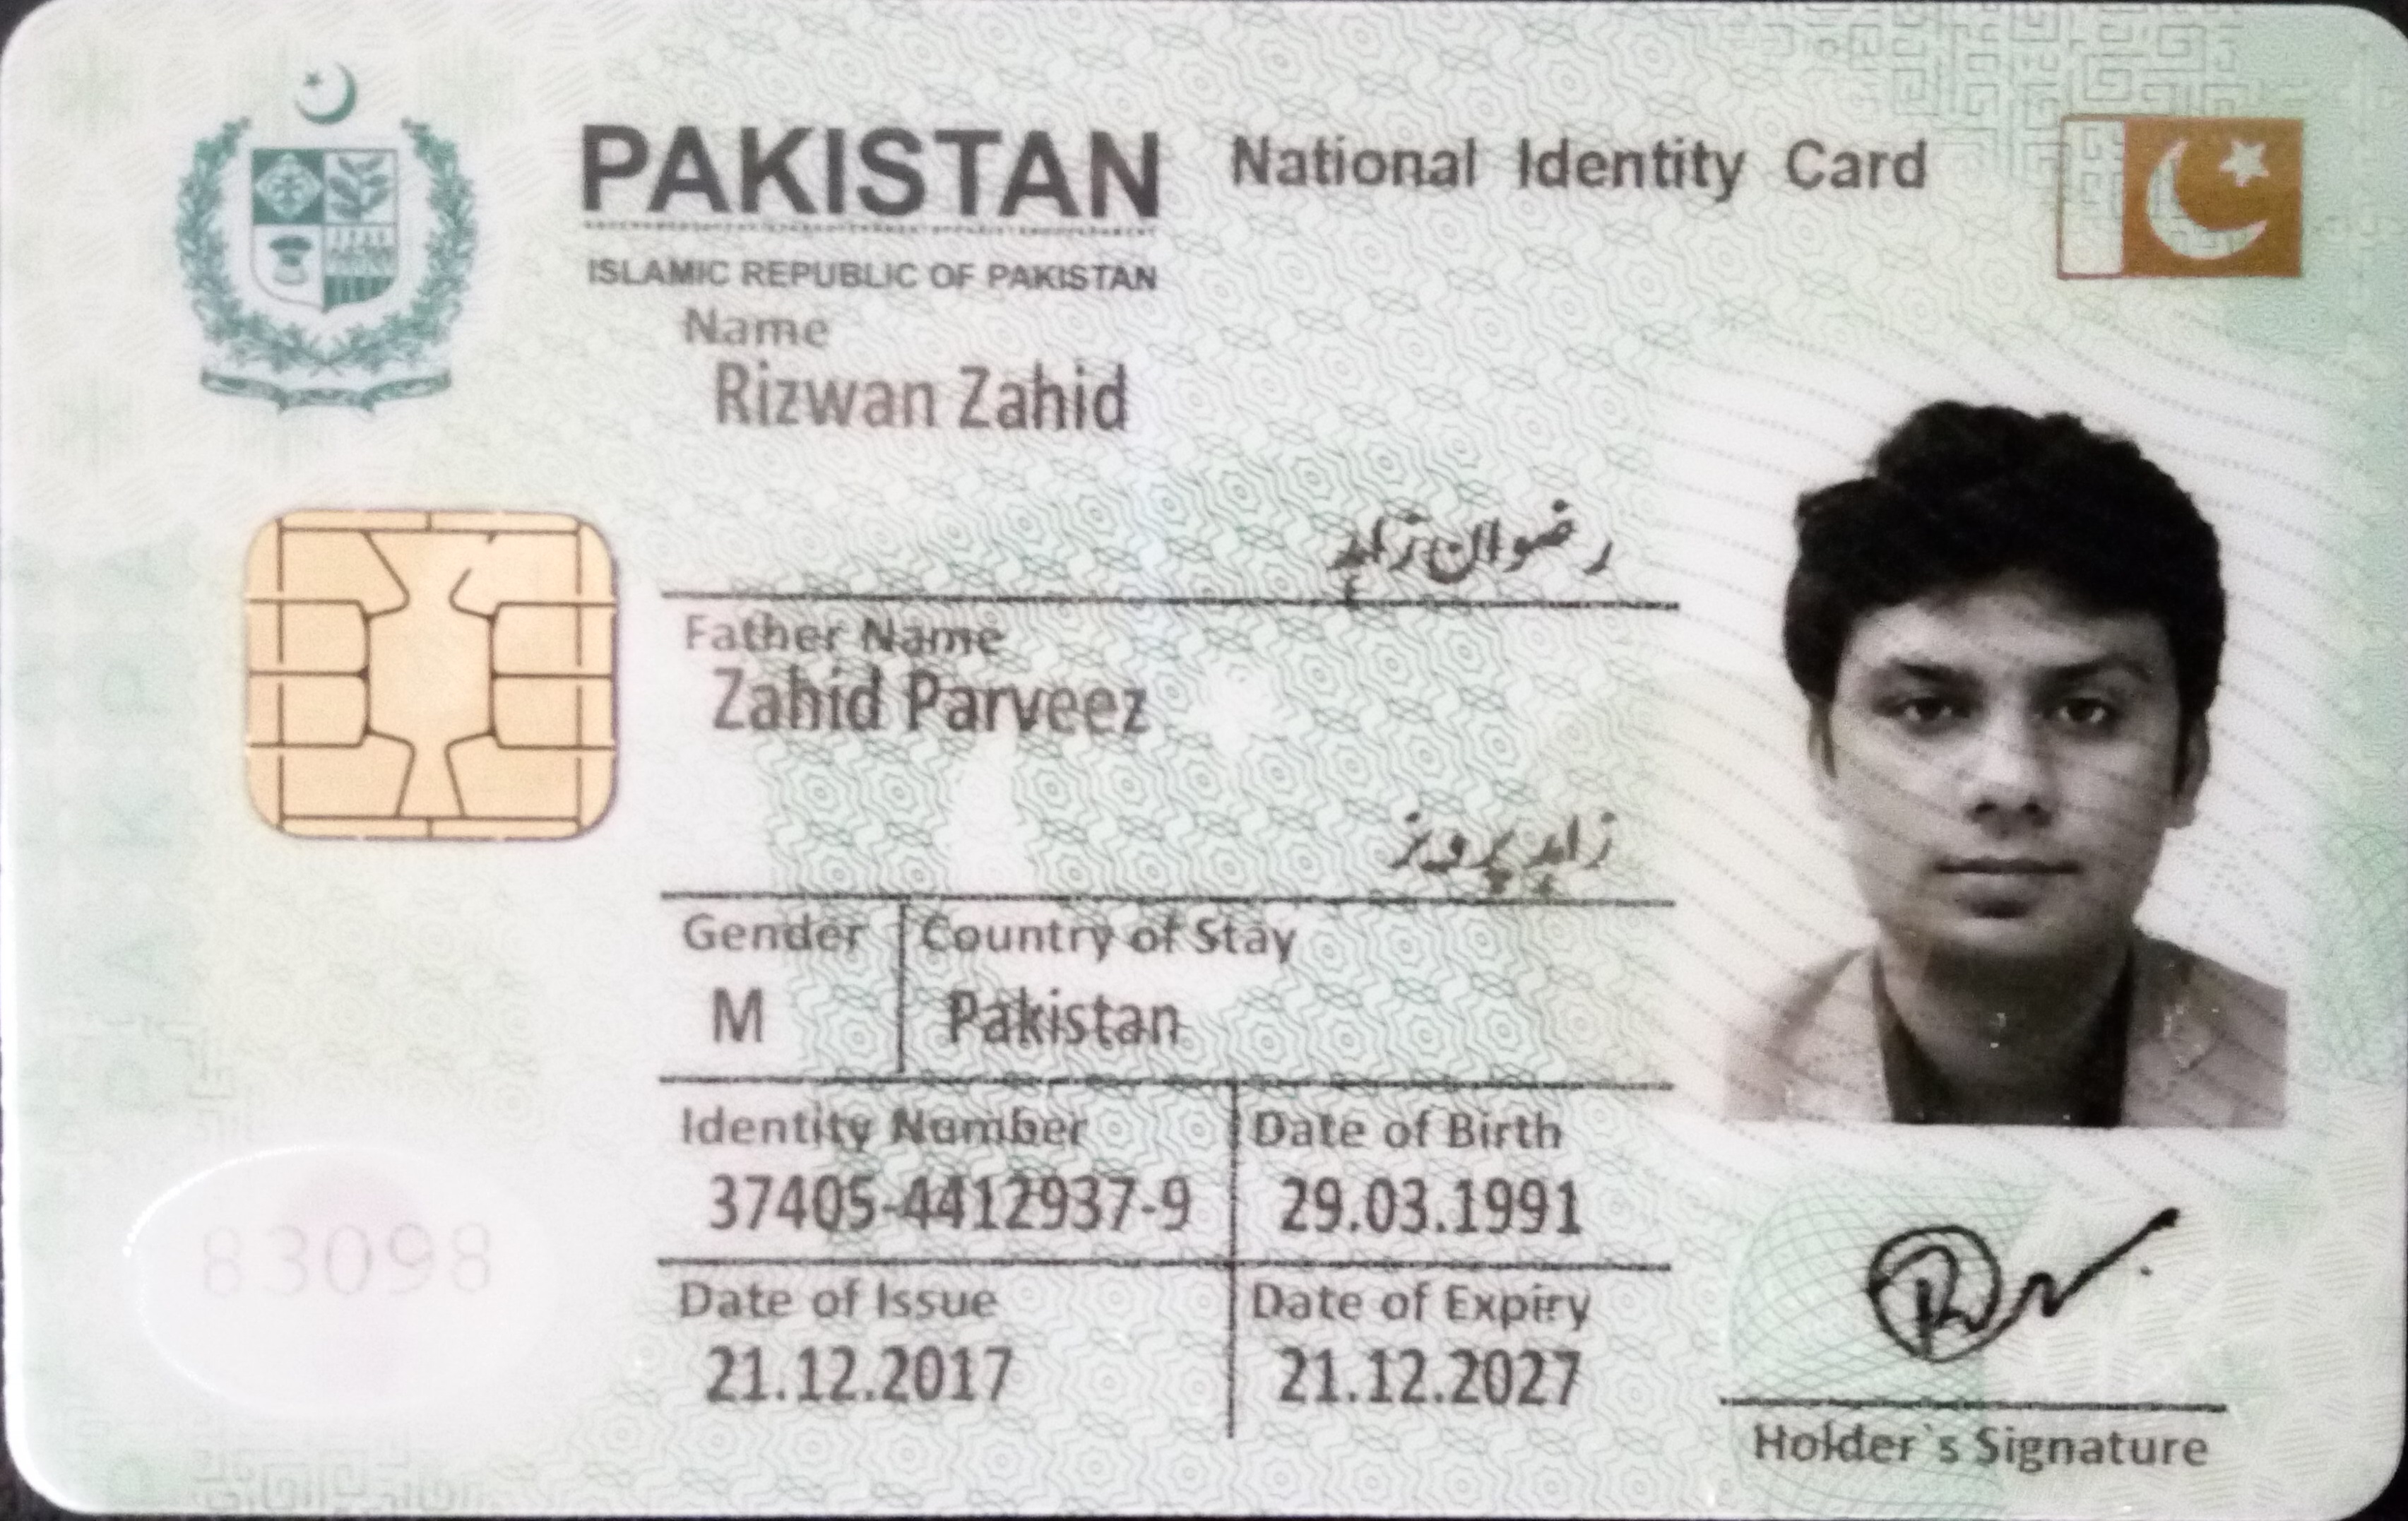 PAKISTAN National Identity Card
ISLAMIC REPUBLIC OF PAKISTAN
Name
Rizwan Zahid
رضوان زاہد
Father Name
Zahid Parveez
زاہد پرویز
Gender Country of Stay
M Pakistan
Identity Number Date of Birth
37405-4412937-9 29.03.1991
83098
Date of Issue Date of Expiry
21.12.2017 21.12.2027
Holder`s Signature